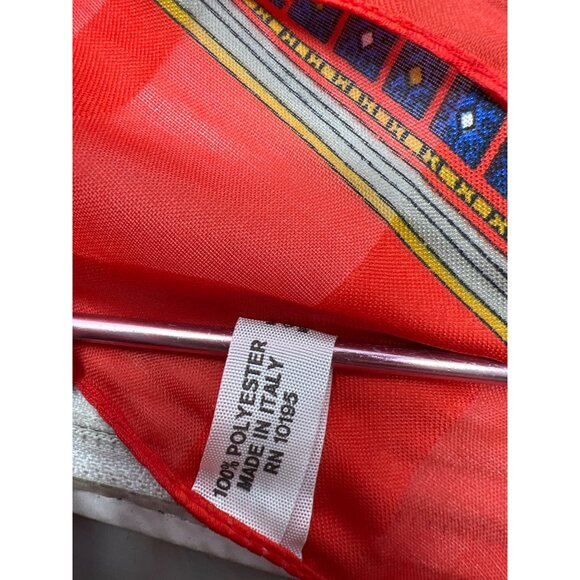 100% POLYESTER
MADE IN ITALY
RN 10195